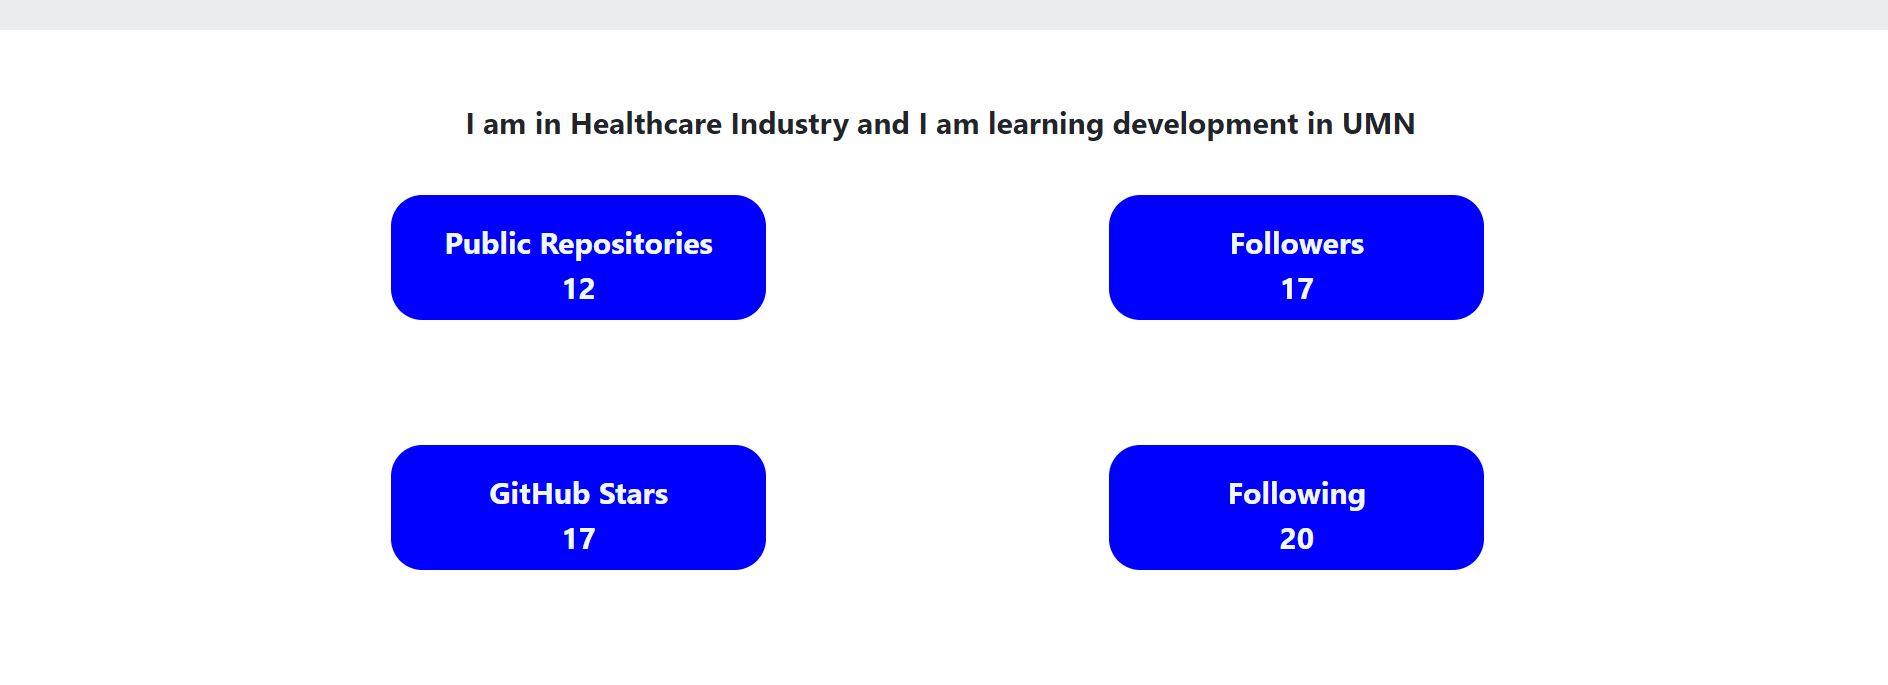 I am in Healthcare Industry and I am learning development in UMN
Public Repositories
12
Followers
17
GitHub Stars
17
Following
20